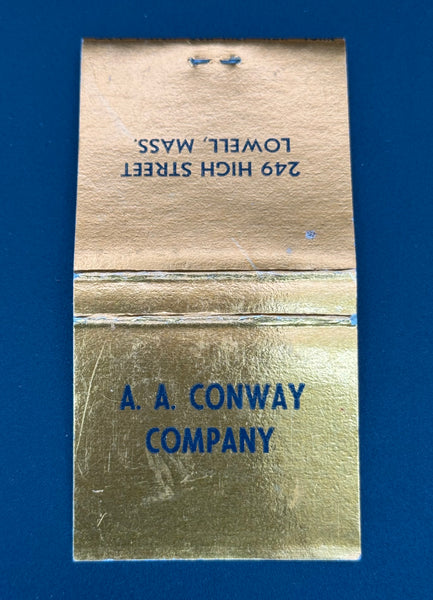 249 HIGH STREET
LOWELL, MASS.
A. A. CONWAY
COMPANY